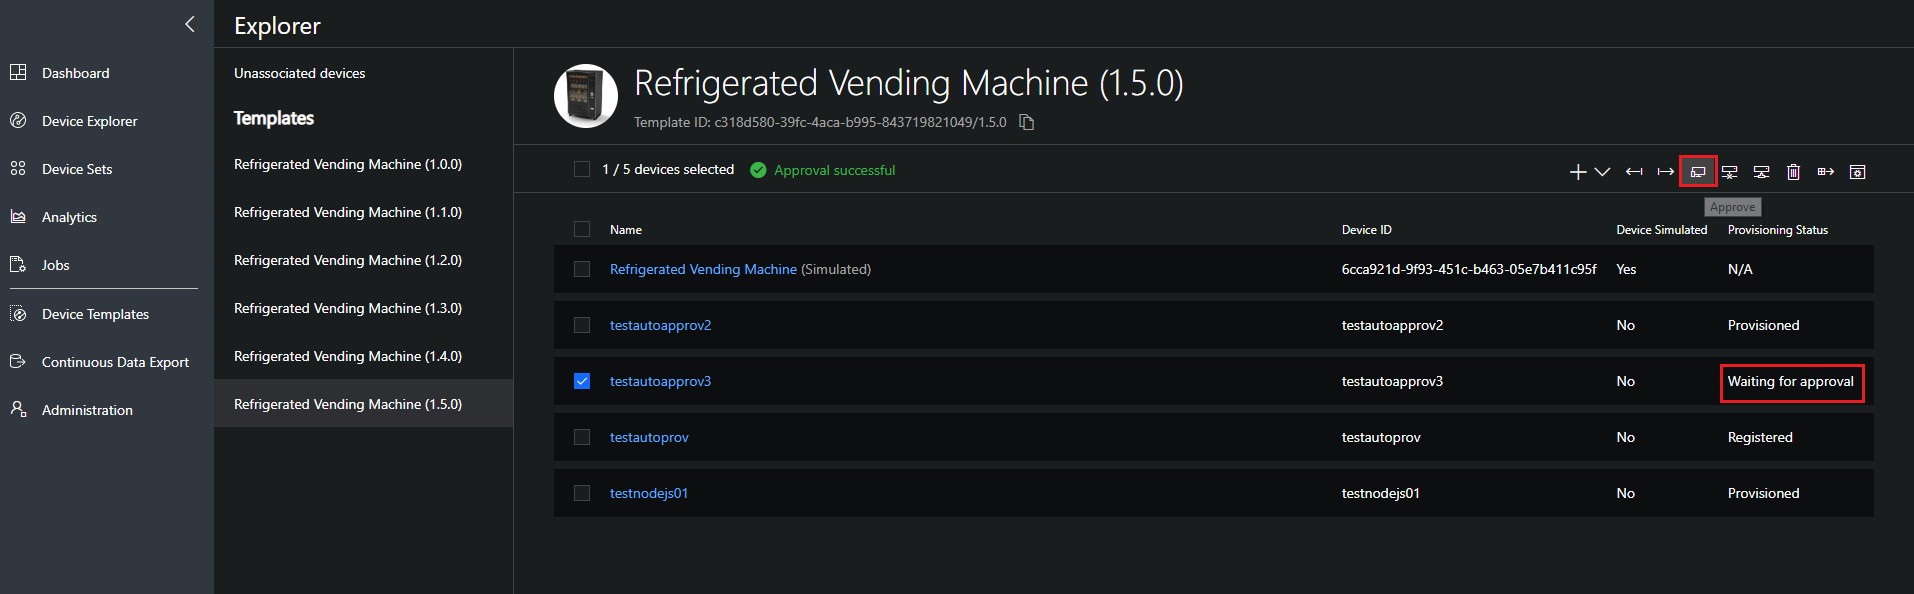 Explorer
Dashboard
Device Explorer
Device Sets
Analytics
Jobs
Device Templates
Continuous Data Export
Administration
Unassociated devices
Templates
Refrigerated Vending Machine (1.0.0)
Refrigerated Vending Machine (1.1.0)
Refrigerated Vending Machine (1.2.0)
Refrigerated Vending Machine (1.3.0)
Refrigerated Vending Machine (1.4.0)
Refrigerated Vending Machine (1.5.0)
Refrigerated Vending Machine (1.5.0)
Template ID: c318d580-39fc-4aca-b995-843719821049/1.5.0
1 / 5 devices selected Approval successful
Approve
Name Device ID Device Simulated Provisioning Status
Refrigerated Vending Machine (Simulated) 6cca921d-9f93-451c-b463-05e7b411c95f Yes N/A
testautoapprov2 testautoapprov2 No Provisioned
testautoapprov3 testautoapprov3 No Waiting for approval
testautoprov testautoprov No Registered
testnodejs01 testnodejs01 No Provisioned